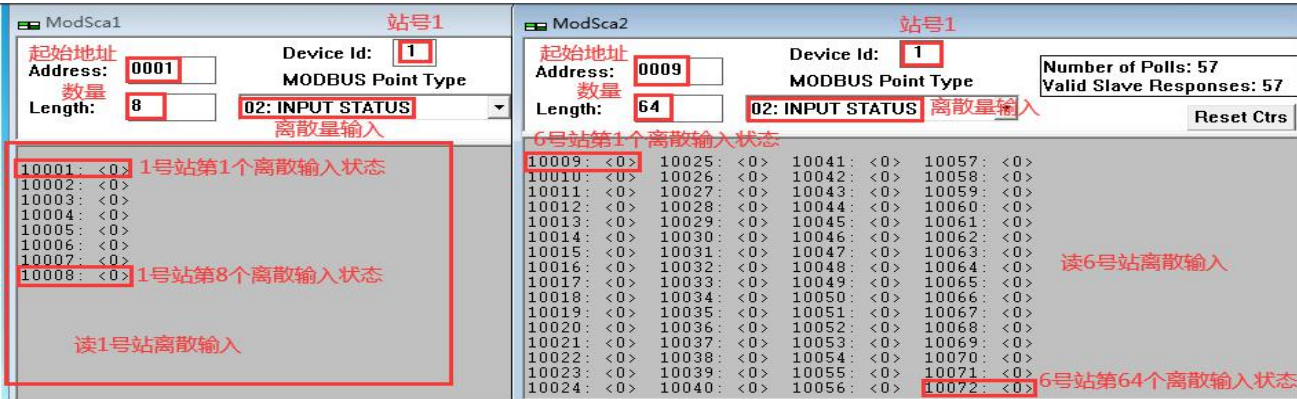 ModSca1
站号1
起始地址
Address: 0001
Device Id: 1
MODBUS Point Type
数量
Length: 8
02: INPUT STATUS
离散量输入
10001: <0> 1号站第1个离散输入状态
10002: <0>
10003: <0>
10004: <0>
10005: <0>
10006: <0>
10007: <0>
10008: <0> 1号站第8个离散输入状态
读1号站离散输入
ModSca2
站号1
起始地址
Address: 0009
Device Id: 1
MODBUS Point Type
数量
Length: 64
02: INPUT STATUS 离散量输入
Number of Polls: 57
Valid Slave Responses: 57
Reset Ctrs
6号站第1个离散输入状态
10009: <0> 10025: <0> 10041: <0> 10057: <0>
10010: <0> 10026: <0> 10042: <0> 10058: <0>
10011: <0> 10027: <0> 10043: <0> 10059: <0>
10012: <0> 10028: <0> 10044: <0> 10060: <0>
10013: <0> 10029: <0> 10045: <0> 10061: <0>
10014: <0> 10030: <0> 10046: <0> 10062: <0>
10015: <0> 10031: <0> 10047: <0> 10063: <0>
10016: <0> 10032: <0> 10048: <0> 10064: <0>
读6号站离散输入
10017: <0> 10033: <0> 10049: <0> 10065: <0>
10018: <0> 10034: <0> 10050: <0> 10066: <0>
10019: <0> 10035: <0> 10051: <0> 10067: <0>
10020: <0> 10036: <0> 10052: <0> 10068: <0>
10021: <0> 10037: <0> 10053: <0> 10069: <0>
10022: <0> 10038: <0> 10054: <0> 10070: <0>
10023: <0> 10039: <0> 10055: <0> 10071: <0>
10024: <0> 10040: <0> 10056: <0> 10072: <0> 6号站第64个离散输入状态